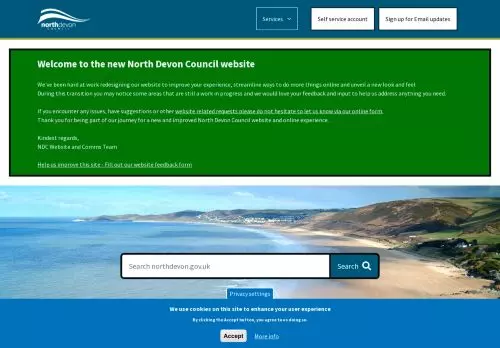 northdevon
COUNCIL
Services
Self service account
Sign up for Email updates
Welcome to the new North Devon Council website
We've been hard at work redesigning our website to improve your experience, streamline ways to do more things online and unveil a new look and feel.
During this transition you may notice some areas that are still a work in progress and we would love your feedback and input to help us address anything you need.
If you encounter any issues, have suggestions or other website related requests please do not hesitate to let us know via our online form.
Thank you for being part of our journey for a new and improved North Devon Council website and online experience.
Kindest regards,
NDC Website and Comms Team
Help us improve this site - Fill out our website feedback form
Search northdevon.gov.uk
Search
Privacy settings
We use cookies on this site to enhance your user experience
By clicking the Accept button, you agree to us doing so.
Accept
More info